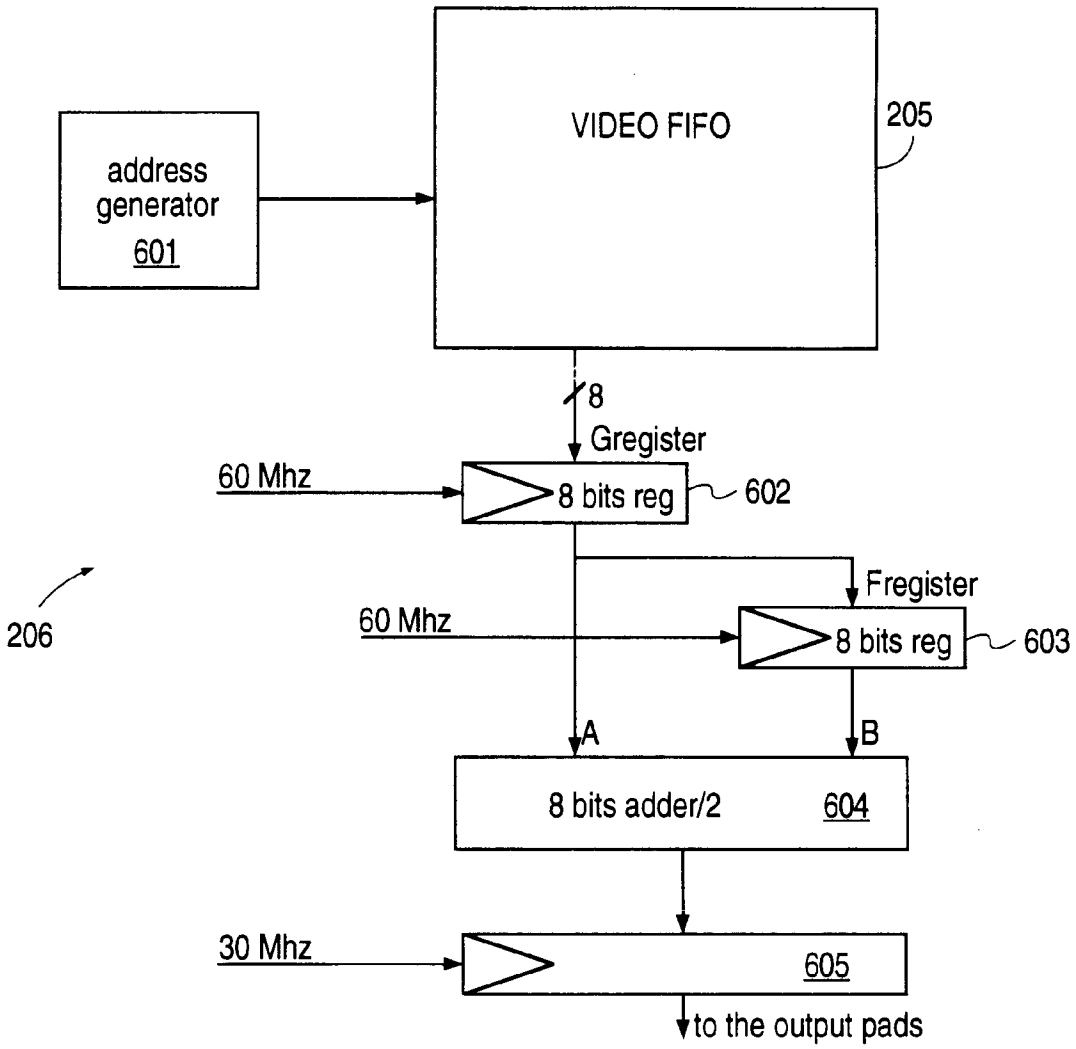 VIDEO FIFO
205
address
generator
601
8
Gregister
60 Mhz
8 bits reg
602
206
Fregister
60 Mhz
8 bits reg
603
A
B
8 bits adder/2
604
30 Mhz
605
to the output pads